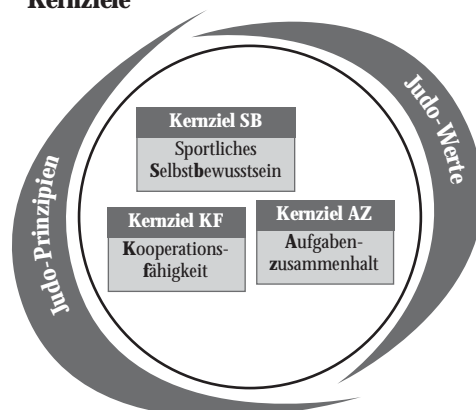 Kernziele
Judo-Werte
Kernziel SB
Sportliches
Selbstbewusstsein
Judo-Prinzipien
Kernziel KF
Kooperations-
fähigkeit
Kernziel AZ
Aufgaben-
zusammenhalt